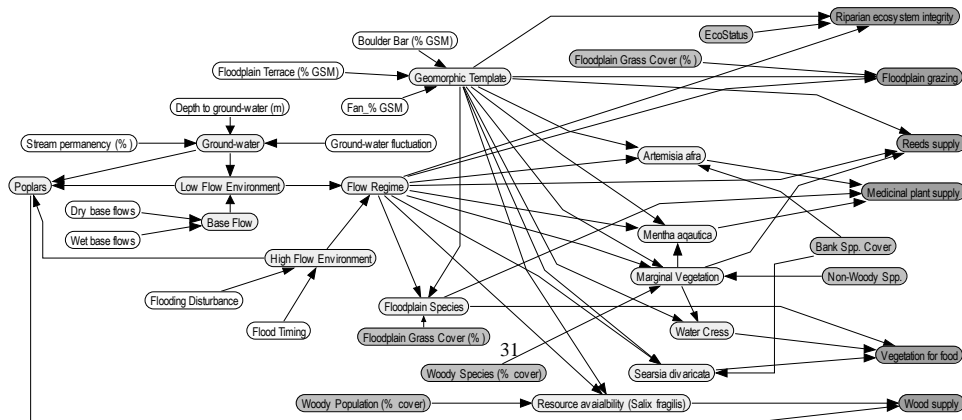 Riparian ecosystem integrity
EcoStatus
Boulder Bar (% GSM)
Floodplain Grass Cover (%)
Floodplain Terrace (% GSM)
Geomorphic Template
Floodplain grazing
Depth to ground-water (m)
Fan_% GSM
Stream permanency (%)
Ground-water
Ground-water fluctuation
Reeds supply
Artemisia afra
Poplars
Low Flow Environment
Flow Regime
Medicinal plant supply
Dry base flows
Base Flow
Wet base flows
Mentha aqautica
Bank Spp. Cover
High Flow Environment
Marginal Vegetation
Non-Woody Spp.
Flooding Disturbance
Floodplain Species
Flood Timing
Water Cress
Floodplain Grass Cover (%)
31
Vegetation for food
Woody Species (% cover)
Searsia divaricata
Woody Population (% cover)
Resource avaialbility (Salix fragilis)
Wood supply